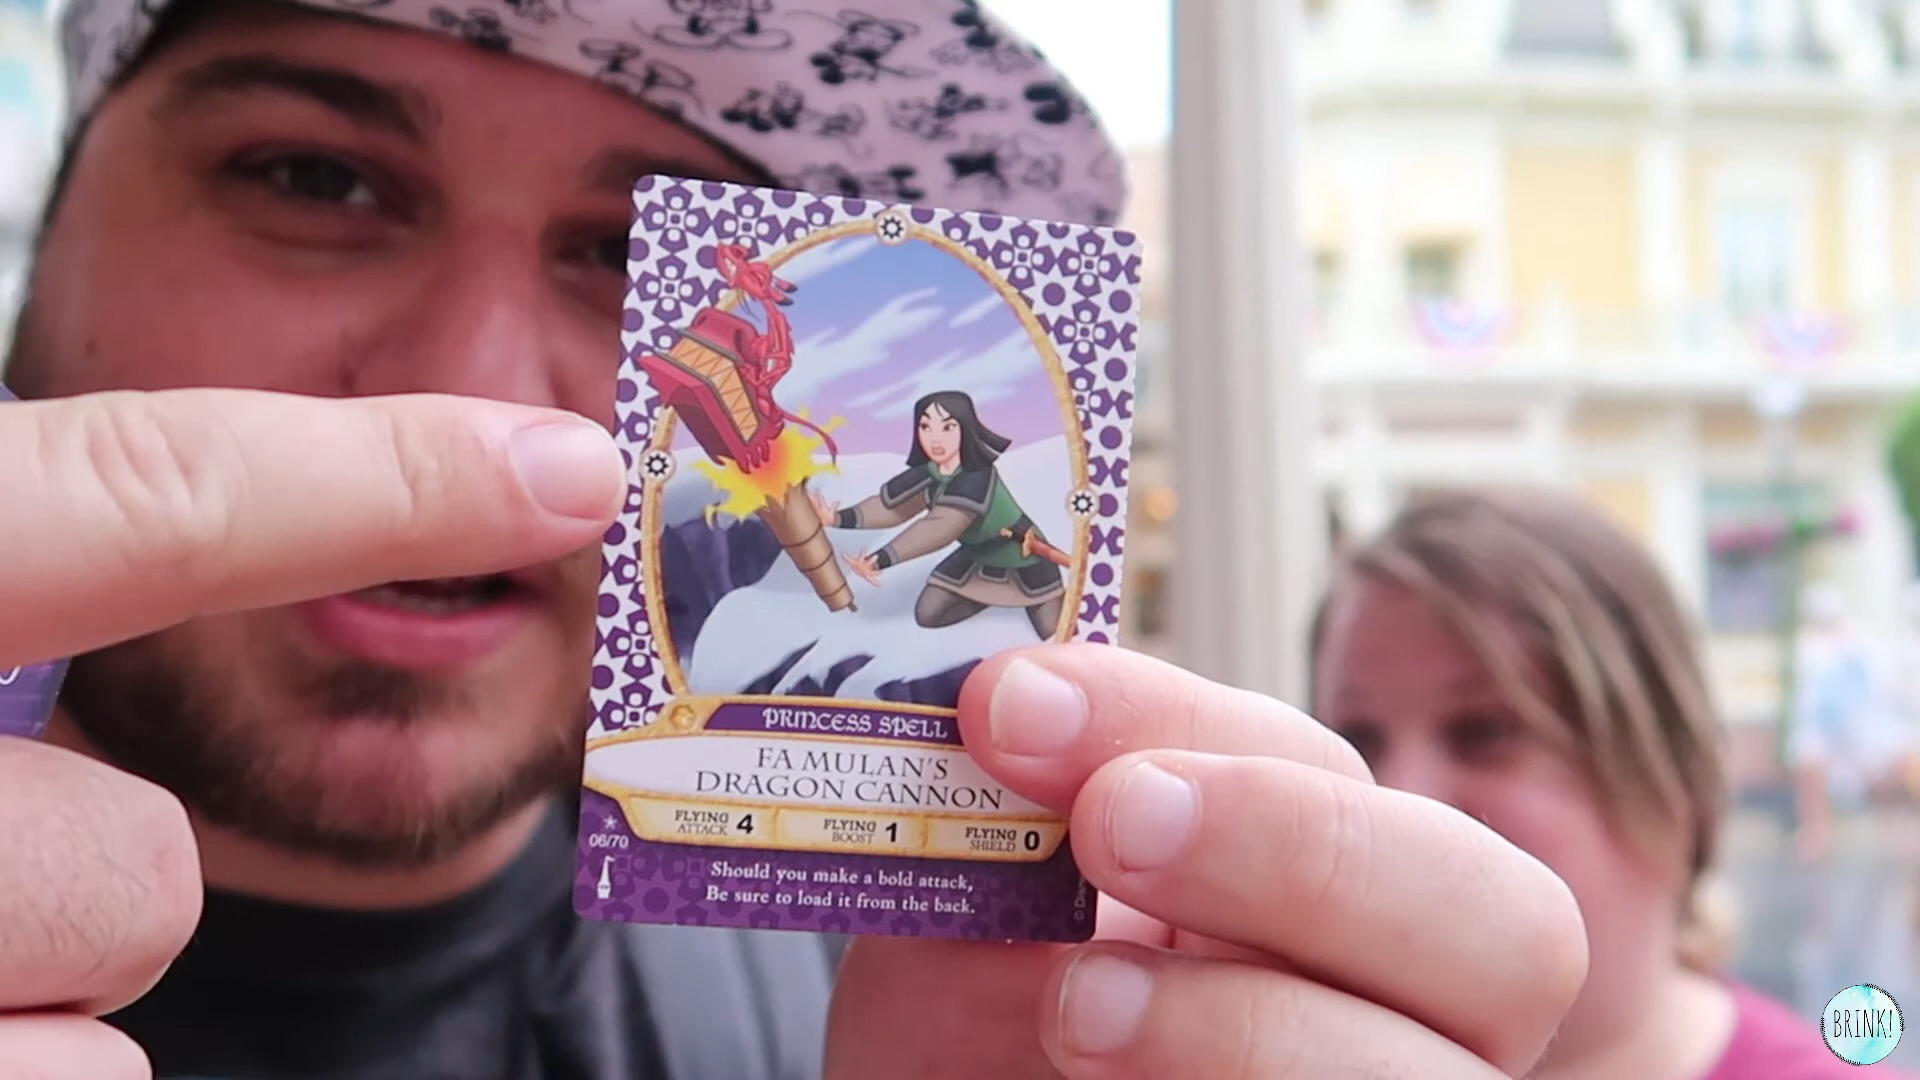 PRINCESS SPELL
FA MULAN'S
DRAGON CANNON
FLYING ATTACK 4 FLYING BOOST 1 FLYING SHIELD 0
06/70
Should you make a bold attack,
Be sure to load it from the back.
BRINK!